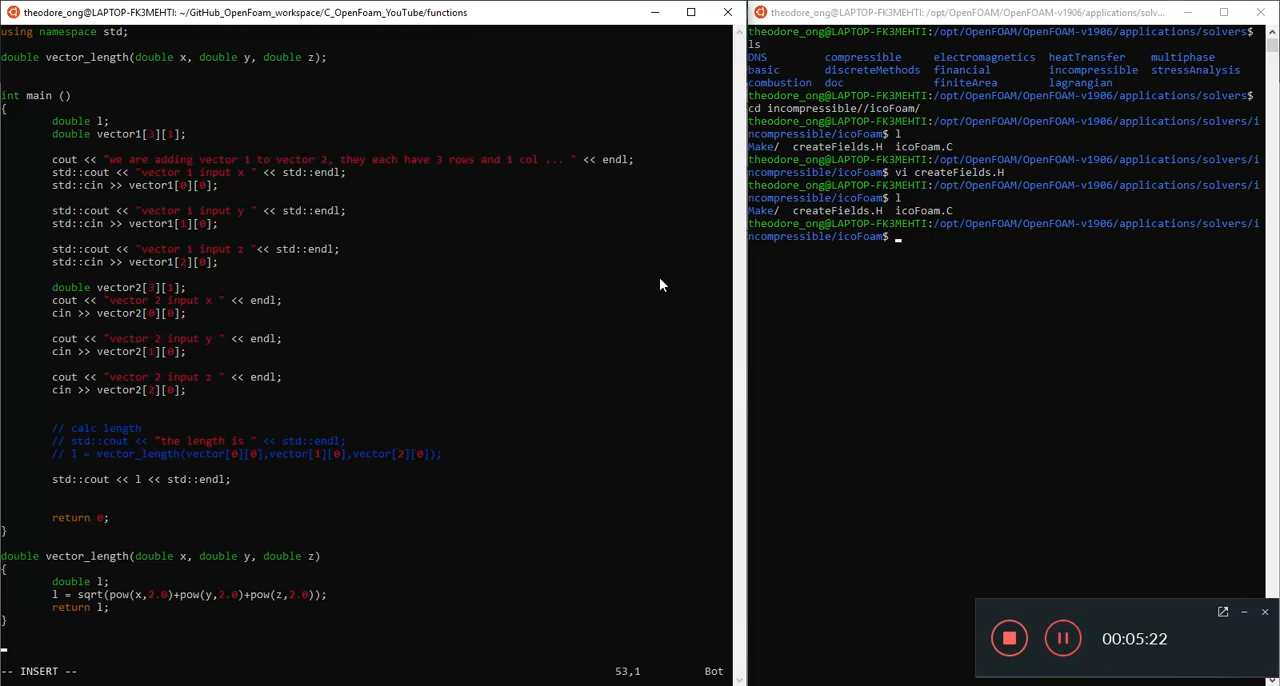 theodore_ong@LAPTOP-FK3MEHTI: ~/GitHub_OpenFoam_workspace/C_OpenFoam_YouTube/functions
using namespace std;
double vector_length(double x, double y, double z);
int main ()
{
double l;
double vector1[3][1];
cout << "we are adding vector 1 to vector 2, they each have 3 rows and 1 col ... " << endl;
std::cout << "vector 1 input x " << std::endl;
std::cin >> vector1[0][0];
std::cout << "vector 1 input y " << std::endl;
std::cin >> vector1[1][0];
std::cout << "vector 1 input z "<< std::endl;
std::cin >> vector1[2][0];
double vector2[3][1];
cout << "vector 2 input x " << endl;
cin >> vector2[0][0];
cout << "vector 2 input y " << endl;
cin >> vector2[1][0];
cout << "vector 2 input z " << endl;
cin >> vector2[2][0];
// calc length
// std::cout << "the length is " << std::endl;
// l = vector_length(vector[0][0],vector[1][0],vector[2][0]);
std::cout << l << std::endl;
return 0;
}
double vector_length(double x, double y, double z)
{
double l;
l = sqrt(pow(x,2.0)+pow(y,2.0)+pow(z,2.0));
return l;
}
-- INSERT -- 53,1 Bot
theodore_ong@LAPTOP-FK3MEHTI: /opt/OpenFOAM/OpenFOAM-v1906/applications/solv...
theodore_ong@LAPTOP-FK3MEHTI:/opt/OpenFOAM/OpenFOAM-v1906/applications/solvers$
ls
DNS compressible electromagnetics heatTransfer multiphase
basic discreteMethods financial incompressible stressAnalysis
combustion doc finiteArea lagrangian
theodore_ong@LAPTOP-FK3MEHTI:/opt/OpenFOAM/OpenFOAM-v1906/applications/solvers$
cd incompressible//icoFoam/
theodore_ong@LAPTOP-FK3MEHTI:/opt/OpenFOAM/OpenFOAM-v1906/applications/solvers/i
ncompressible/icoFoam$ l
Make/ createFields.H icoFoam.C
theodore_ong@LAPTOP-FK3MEHTI:/opt/OpenFOAM/OpenFOAM-v1906/applications/solvers/i
ncompressible/icoFoam$ vi createFields.H
theodore_ong@LAPTOP-FK3MEHTI:/opt/OpenFOAM/OpenFOAM-v1906/applications/solvers/i
ncompressible/icoFoam$ l
Make/ createFields.H icoFoam.C
theodore_ong@LAPTOP-FK3MEHTI:/opt/OpenFOAM/OpenFOAM-v1906/applications/solvers/i
ncompressible/icoFoam$
00:05:22